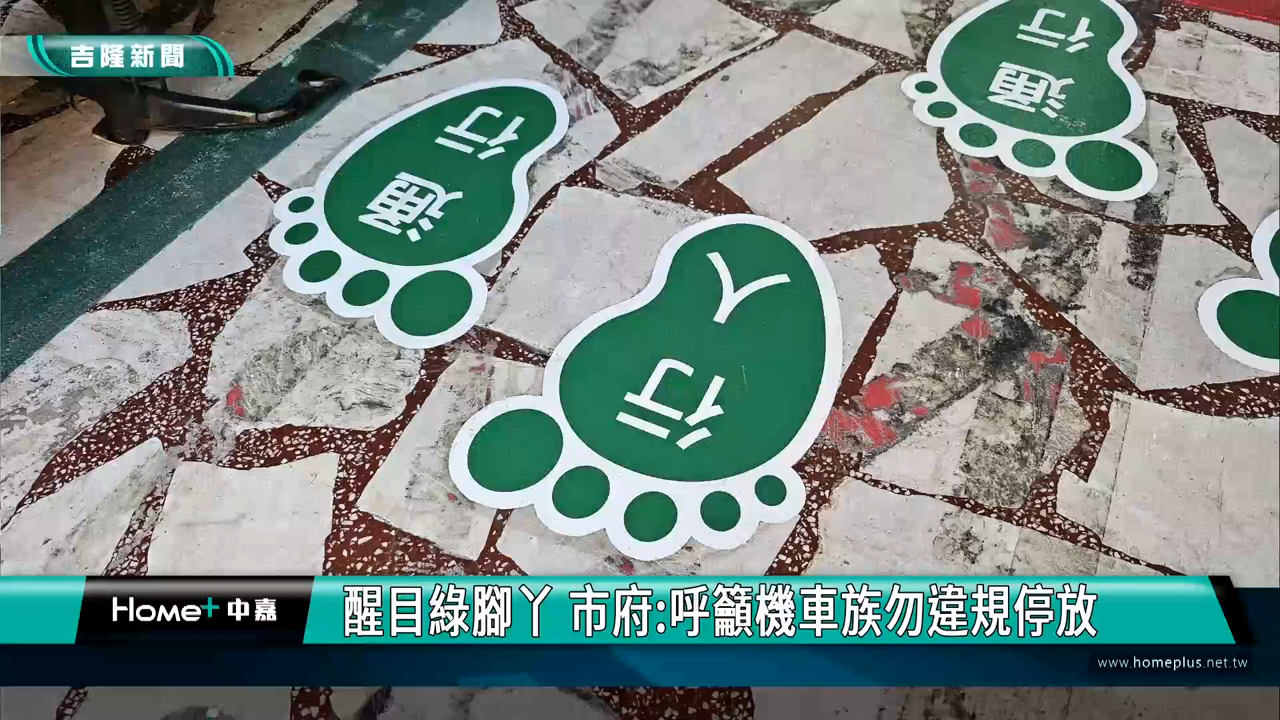 吉隆新聞
通行
通行
行人
Home+中嘉
醒目綠腳丫 市府:呼籲機車族勿違規停放
www.homeplus.net.tw